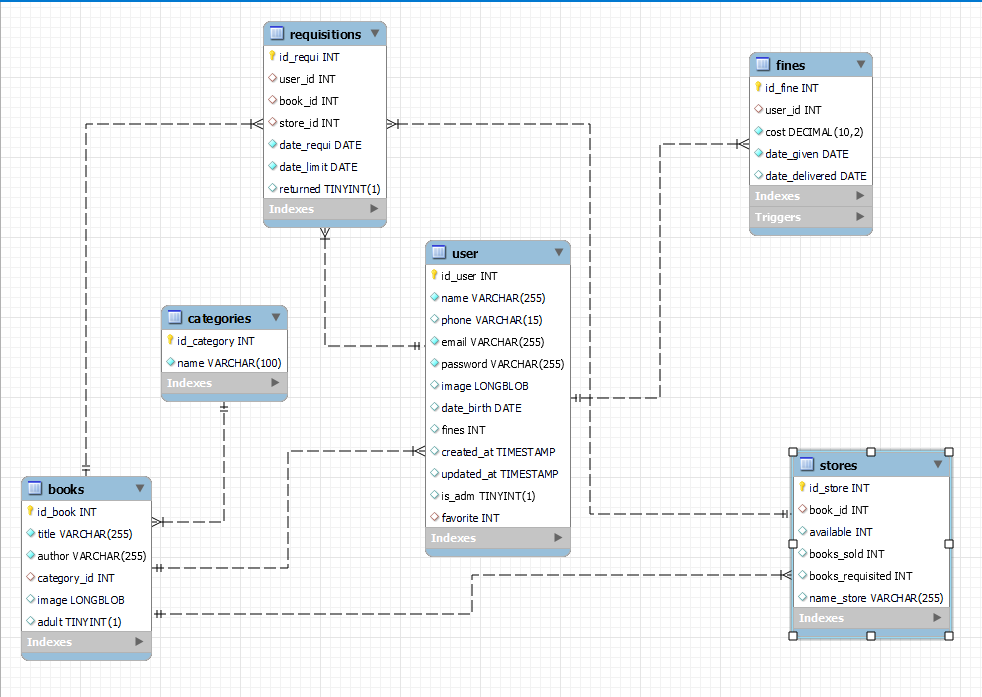 requisitions
id_requi INT
user_id INT
book_id INT
store_id INT
date_requi DATE
date_limit DATE
returned TINYINT(1)
Indexes
fines
id_fine INT
user_id INT
cost DECIMAL(10,2)
date_given DATE
date_delivered DATE
Indexes
Triggers
user
id_user INT
name VARCHAR(255)
phone VARCHAR(15)
email VARCHAR(255)
password VARCHAR(255)
image LONGBLOB
date_birth DATE
fines INT
created_at TIMESTAMP
updated_at TIMESTAMP
is_adm TINYINT(1)
favorite INT
Indexes
categories
id_category INT
name VARCHAR(100)
Indexes
books
id_book INT
title VARCHAR(255)
author VARCHAR(255)
category_id INT
image LONGBLOB
adult TINYINT(1)
Indexes
stores
id_store INT
book_id INT
available INT
books_sold INT
books_requisited INT
name_store VARCHAR(255)
Indexes